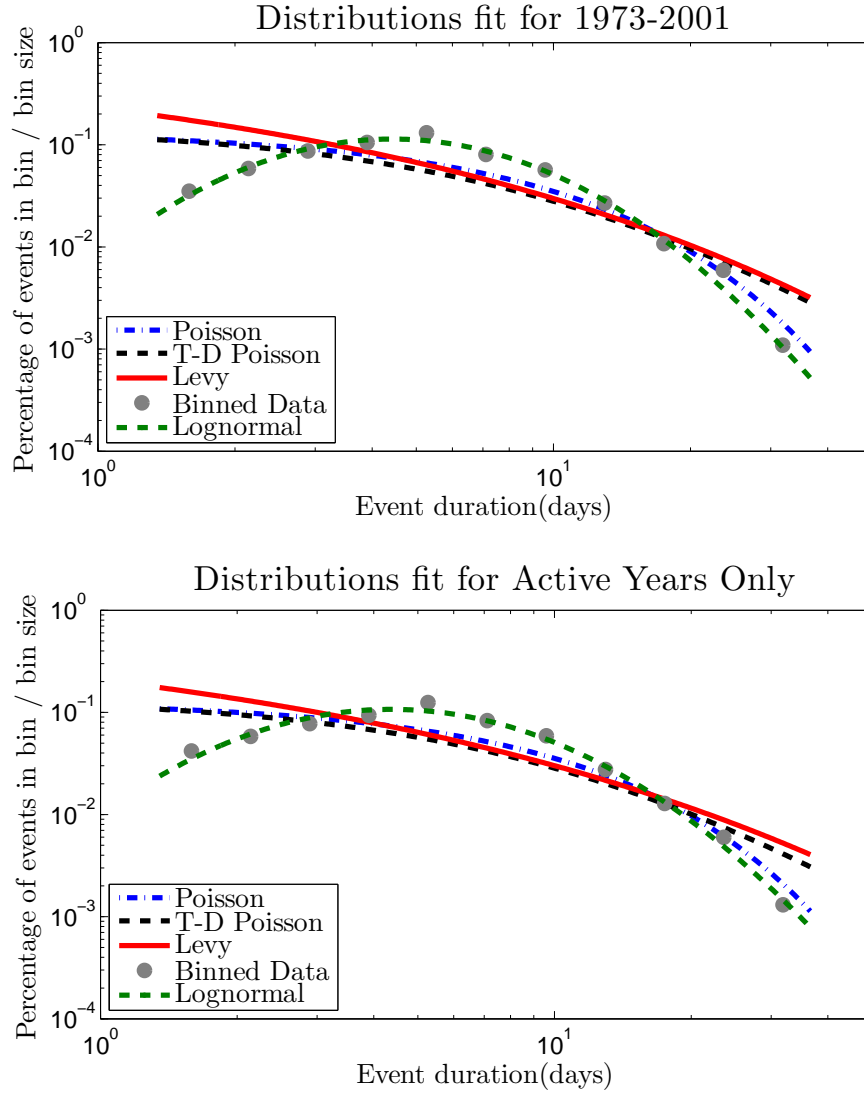 Distributions fit for 1973-2001
Percentage of events in bin / bin size
10^0
10^-1
10^-2
10^-3
10^-4
Poisson
T-D Poisson
Levy
Binned Data
Lognormal
10^0
10^1
Event duration(days)
Distributions fit for Active Years Only
Percentage of events in bin / bin size
10^0
10^-1
10^-2
10^-3
10^-4
Poisson
T-D Poisson
Levy
Binned Data
Lognormal
10^0
10^1
Event duration(days)